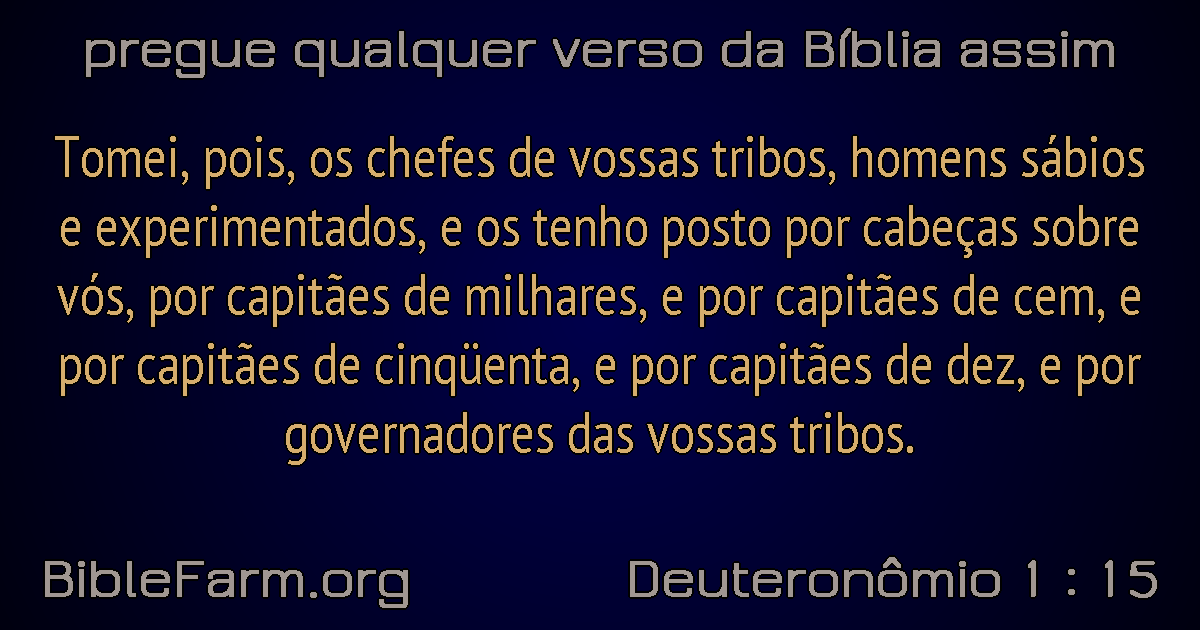 pregue qualquer verso da Bíblia assim
Tomei, pois, os chefes de vossas tribos, homens sábios
e experimentados, e os tenho posto por cabeças sobre
vós, por capitães de milhares, e por capitães de cem, e
por capitães de cinqüenta, e por capitães de dez, e por
governadores das vossas tribos.
BibleFarm.org
Deuteronômio 1 : 15